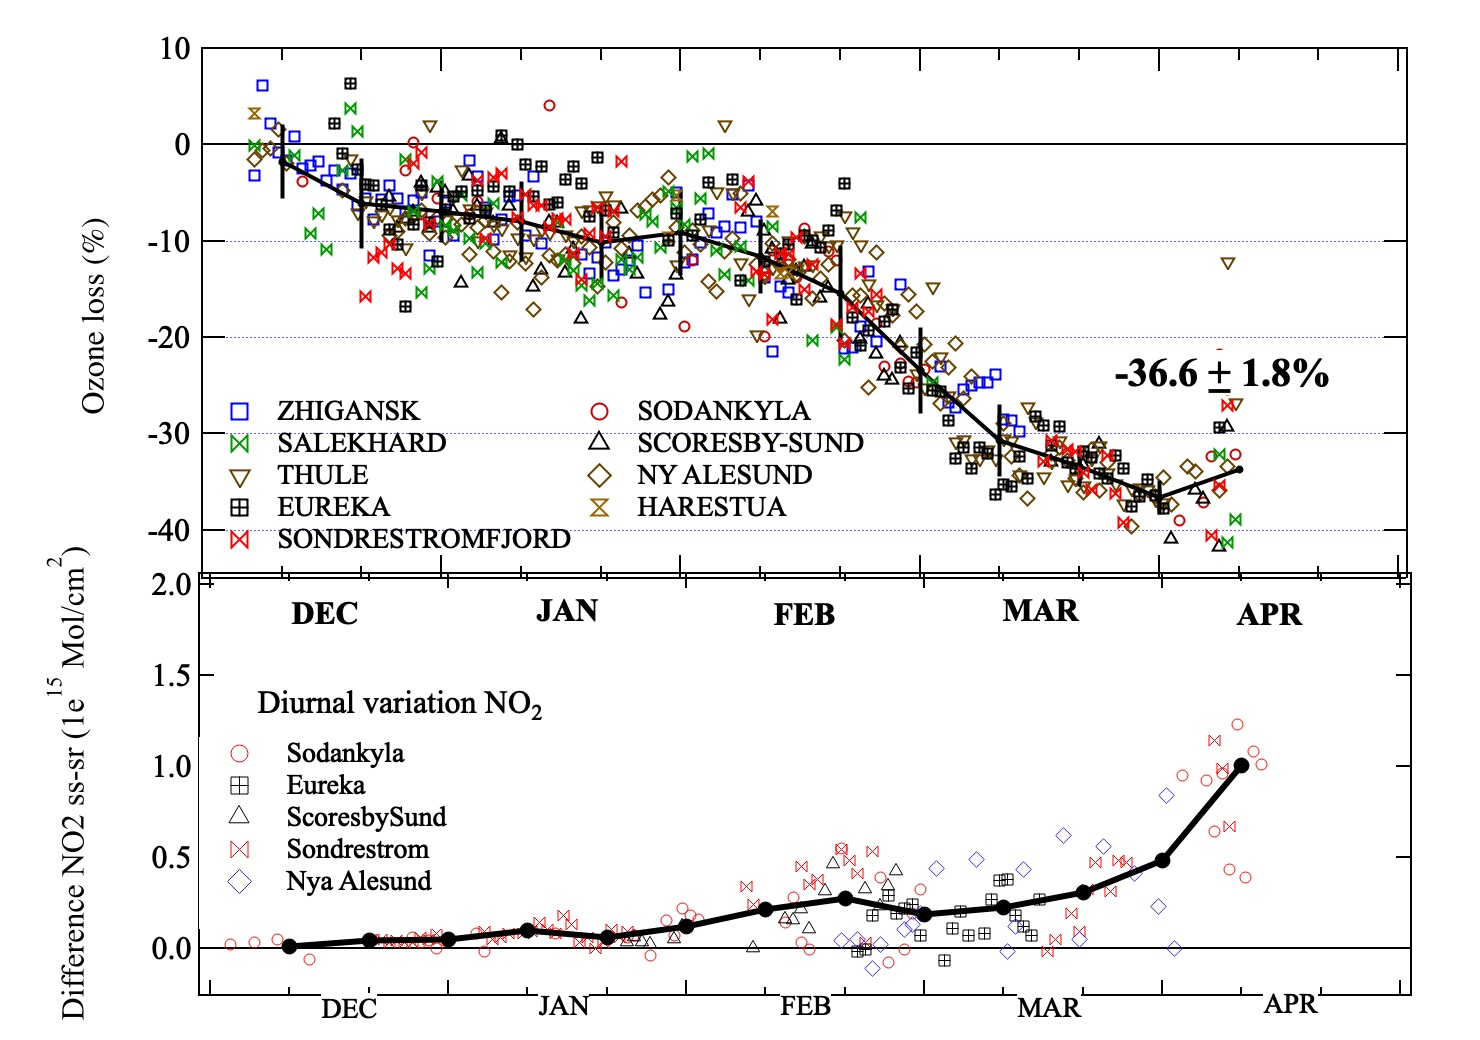 10
0
-10
-20
-30
-40
Ozone loss (%)
-36.6 ± 1.8%
ZHIGANSK
SALEKHARD
THULE
EUREKA
SONDRESTROMFJORD
SODANKYLA
SCORESBY-SUND
NY ALESUND
HARESTUA
DEC JAN FEB MAR APR
2.0
1.5
1.0
0.5
0.0
Difference NO2 ss-sr (1e15 Mol/cm2)
Diurnal variation NO2
Sodankyla
Eureka
ScoresbySund
Sondrestrom
Nya Alesund
DEC JAN FEB MAR APR